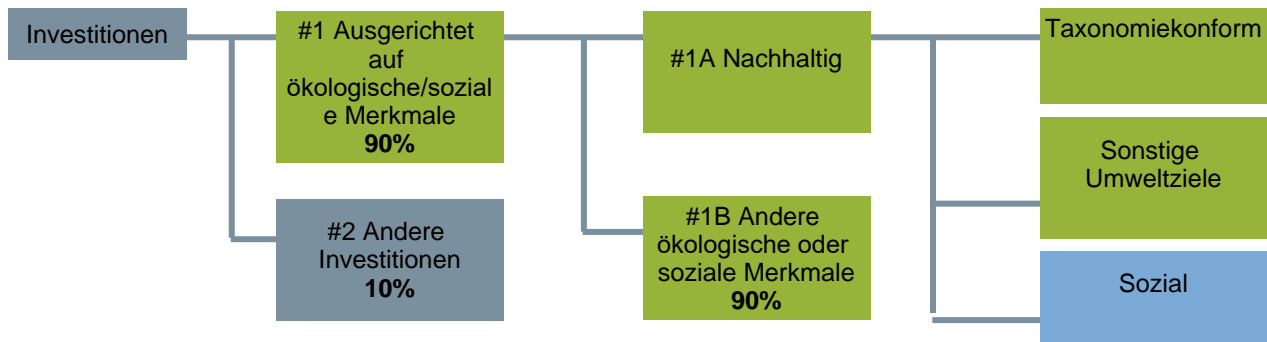 Investitionen
#1 Ausgerichtet
auf
ökologische/sozial
e Merkmale
90%
#2 Andere
Investitionen
10%
#1A Nachhaltig
#1B Andere
ökologische oder
soziale Merkmale
90%
Taxonomiekonform
Sonstige
Umweltziele
Sozial